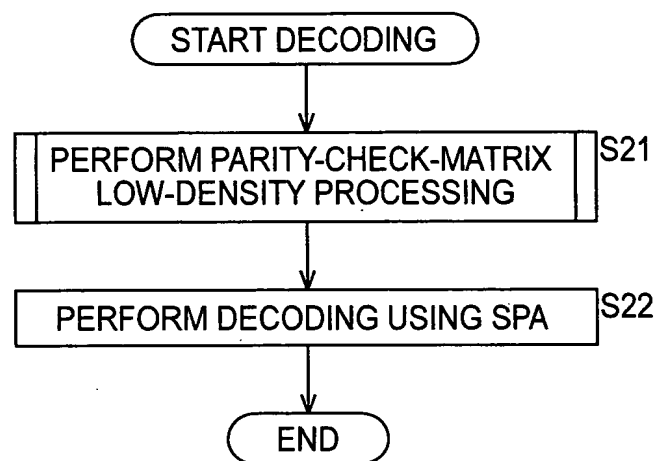 START DECODING
PERFORM PARITY-CHECK-MATRIX
LOW-DENSITY PROCESSING
S21
PERFORM DECODING USING SPA
S22
END